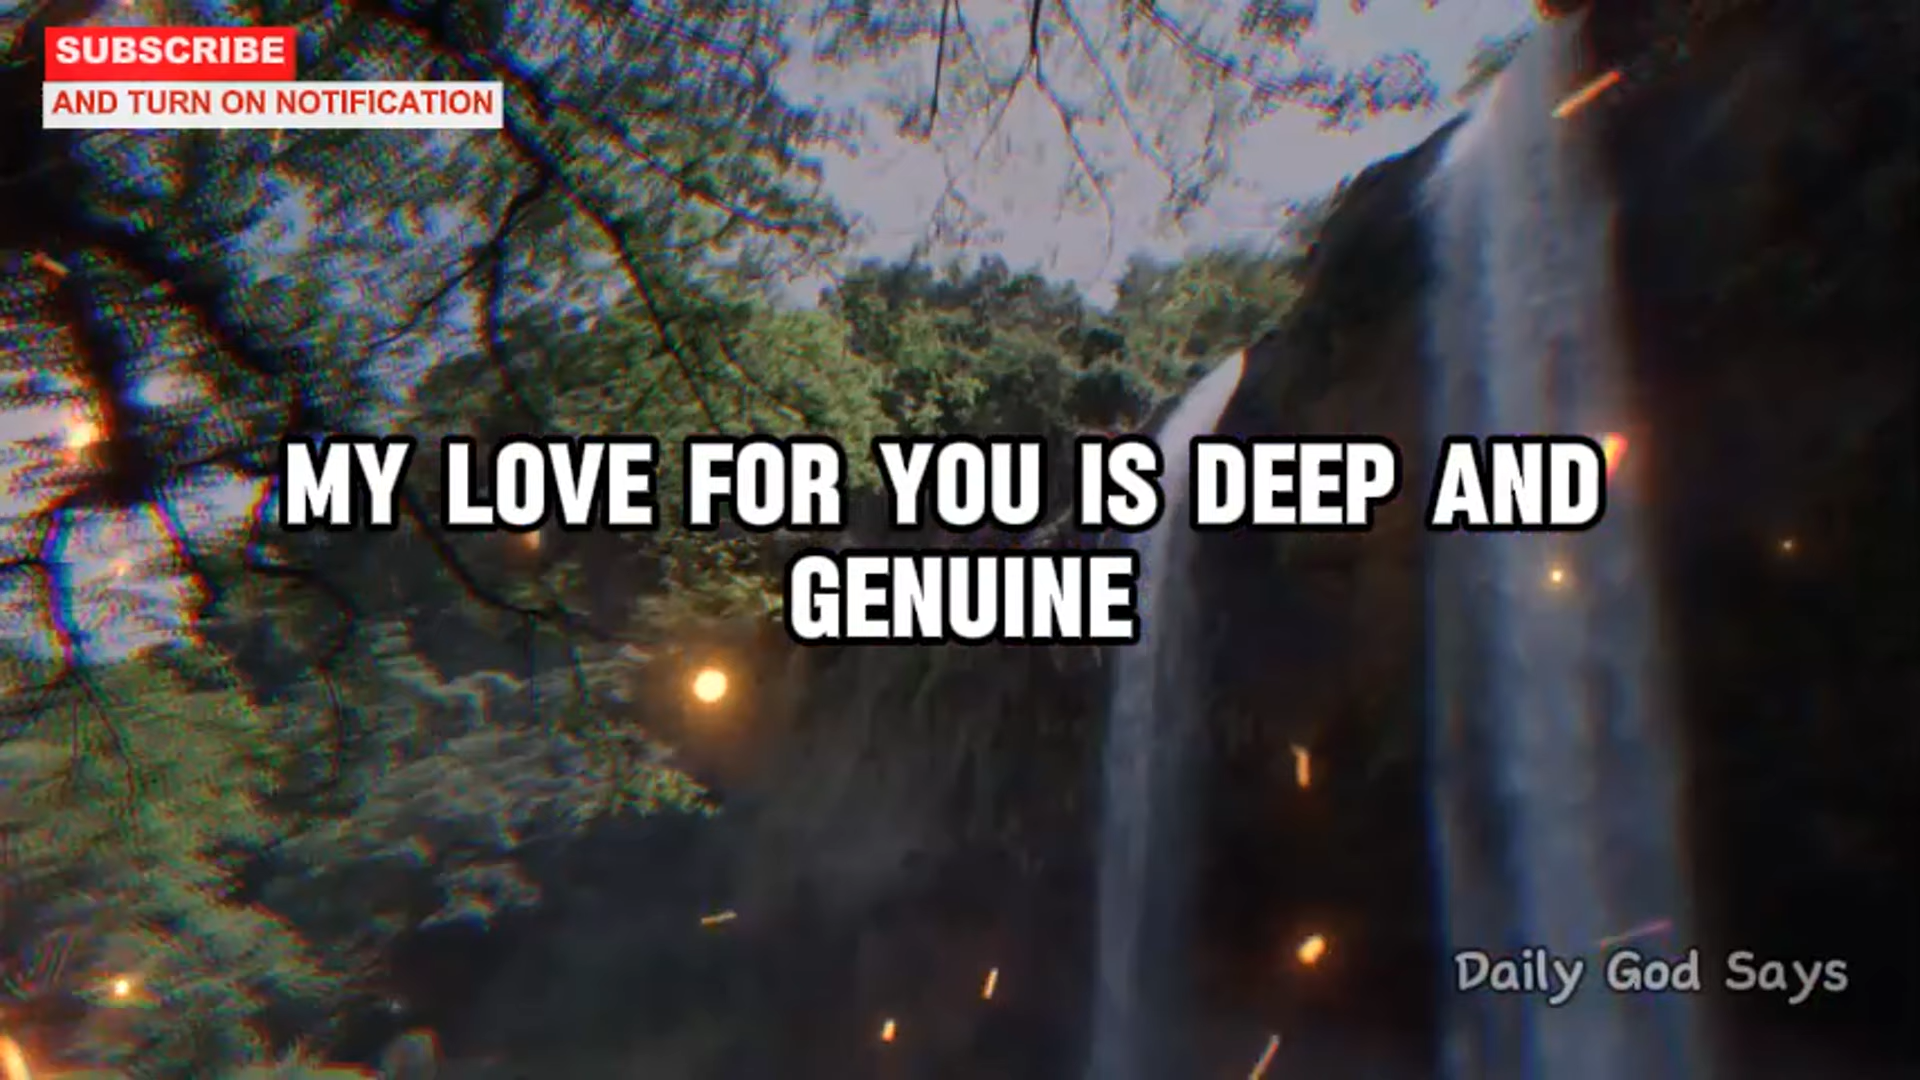 SUBSCRIBE
AND TURN ON NOTIFICATION
MY LOVE FOR YOU IS DEEP AND
GENUINE
Daily God Says